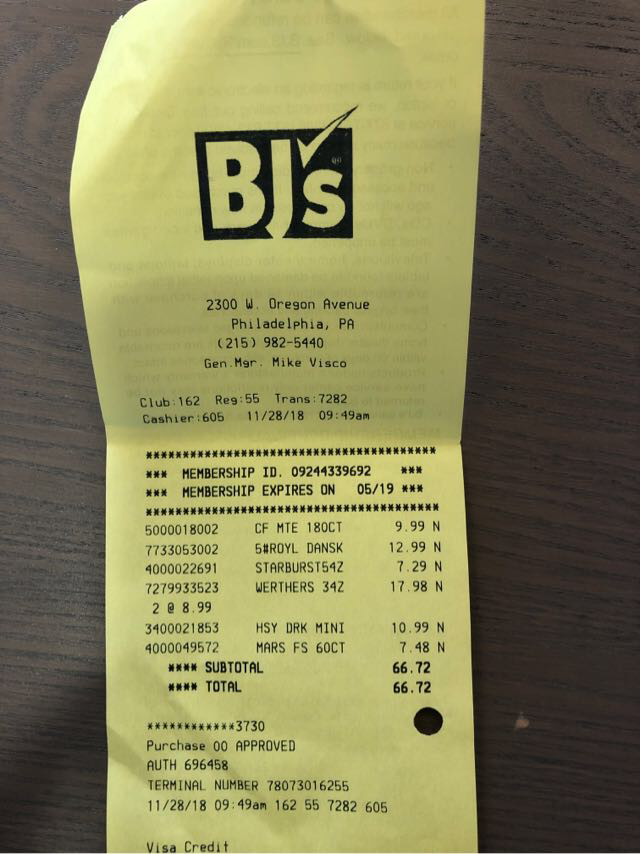 BJ's
2300 W. Oregon Avenue
Philadelphia, PA
(215) 982-5440
Gen.Mgr. Mike Visco
Club:162 Reg:55 Trans:7282
Cashier:605 11/28/18 09:49am
****************************************
*** MEMBERSHIP ID. 09244339692 ***
*** MEMBERSHIP EXPIRES ON 05/19 ***
****************************************
5000018002 CF MTE 180CT 9.99 N
7733053002 5#ROYL DANSK 12.99 N
4000022691 STARBURST54Z 7.29 N
7279933523 WERTHERS 34Z 17.98 N
2 @ 8.99
3400021853 HSY DRK MINI 10.99 N
4000049572 MARS FS 60CT 7.48 N
**** SUBTOTAL 66.72
**** TOTAL 66.72
************3730
Purchase 00 APPROVED
AUTH 696458
TERMINAL NUMBER 78073016255
11/28/18 09:49am 162 55 7282 605
Visa Credit